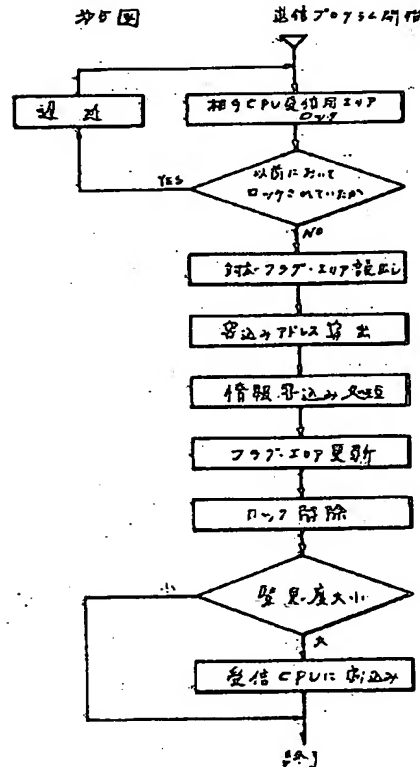 第5図
送信プログラム開始
相手CPU受信用エリア
ロック
遅延
以前において
ロックされていたか
YES
NO
対応フラグ・エリア読出し
書込みアドレス算出
情報書込み処理
フラグ・エリア更新
ロック解除
緊急度大小
小
大
受信CPUに割込み
終了